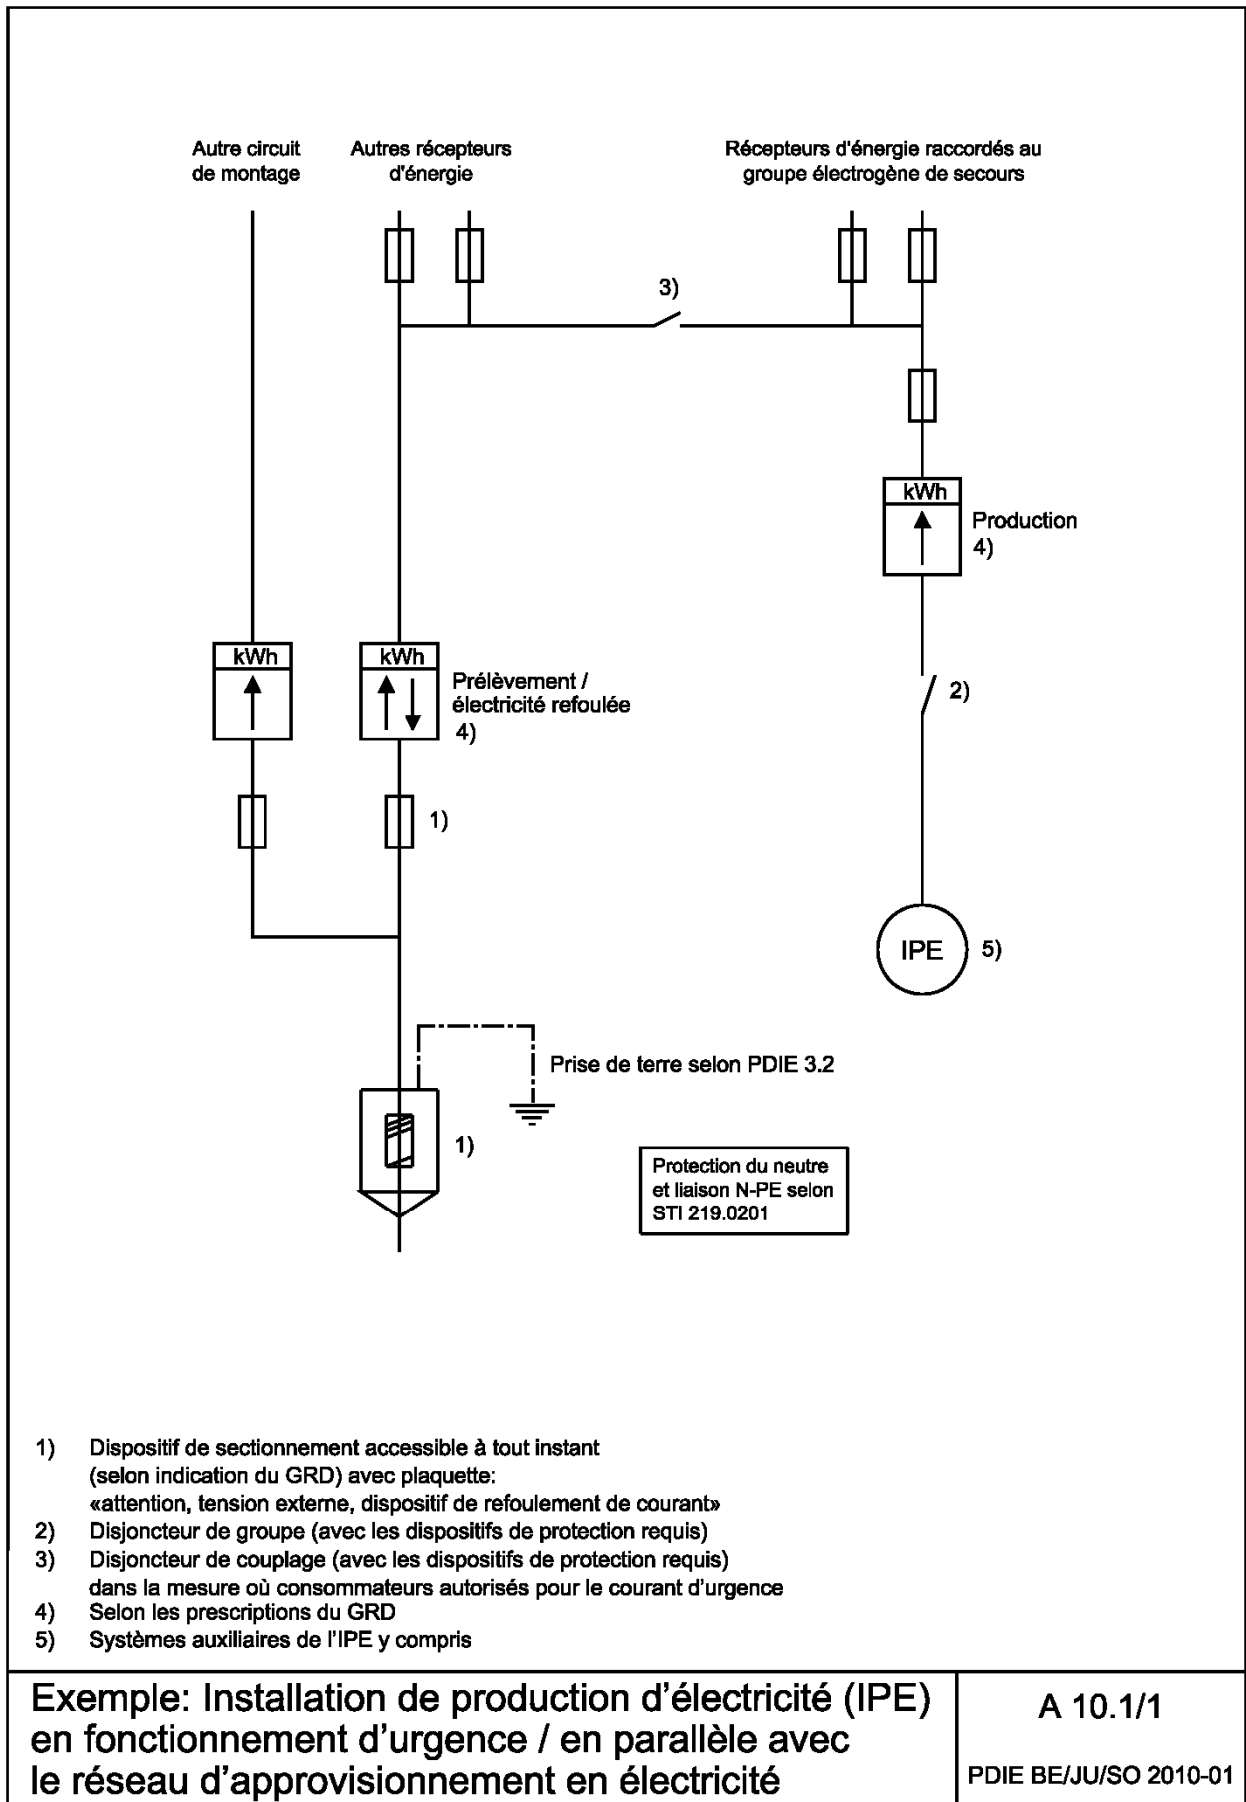 Autre circuit
de montage
Autres récepteurs
d'énergie
Récepteurs d'énergie raccordés au
groupe électrogène de secours
3)
kWh
Production
4)
kWh
kWh
Prélèvement /
électricité refoulée
4)
2)
1)
IPE
5)
Prise de terre selon PDIE 3.2
1)
Protection du neutre
et liaison N-PE selon
STI 219.0201
1) Dispositif de sectionnement accessible à tout instant
(selon indication du GRD) avec plaquette:
«attention, tension externe, dispositif de refoulement de courant»
2) Disjoncteur de groupe (avec les dispositifs de protection requis)
3) Disjoncteur de couplage (avec les dispositifs de protection requis)
dans la mesure où consommateurs autorisés pour le courant d'urgence
4) Selon les prescriptions du GRD
5) Systèmes auxiliaires de l'IPE y compris
Exemple: Installation de production d'électricité (IPE)
en fonctionnement d'urgence / en parallèle avec
le réseau d'approvisionnement en électricité
A 10.1/1
PDIE BE/JU/SO 2010-01